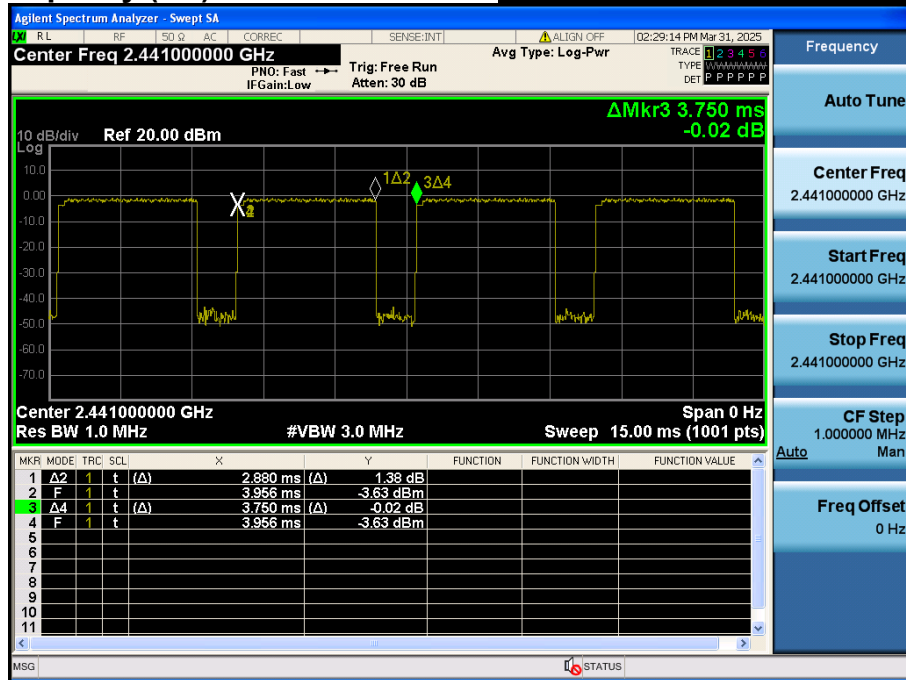 Agilent Spectrum Analyzer - Swept SA
LXI RL RF 50 Ω AC CORREC SENSE:INT ALIGN OFF 02:29:14 PM Mar 31, 2025
Center Freq 2.441000000 GHz
PNO: Fast
IFGain:Low
Trig: Free Run
Atten: 30 dB
Avg Type: Log-Pwr
TRACE 1 2 3 4 5 6
TYPE WWWWWW
DET P P P P P P
ΔMkr3 3.750 ms
-0.02 dB
10 dB/div Ref 20.00 dBm
Log
10.0
0.00
-10.0
-20.0
-30.0
-40.0
-50.0
-60.0
-70.0
1Δ2
3Δ4
Center 2.441000000 GHz Span 0 Hz
Res BW 1.0 MHz #VBW 3.0 MHz Sweep 15.00 ms (1001 pts)
MKR MODE TRC SCL X Y FUNCTION FUNCTION WIDTH FUNCTION VALUE
1 Δ2 1 t (Δ) 2.880 ms (Δ) 1.38 dB
2 F 1 t 3.956 ms -3.63 dBm
3 Δ4 1 t (Δ) 3.750 ms (Δ) -0.02 dB
4 F 1 t 3.956 ms -3.63 dBm
5
6
7
8
9
10
11
MSG STATUS
Frequency
Auto Tune
Center Freq
2.441000000 GHz
Start Freq
2.441000000 GHz
Stop Freq
2.441000000 GHz
CF Step
1.000000 MHz
Auto Man
Freq Offset
0 Hz